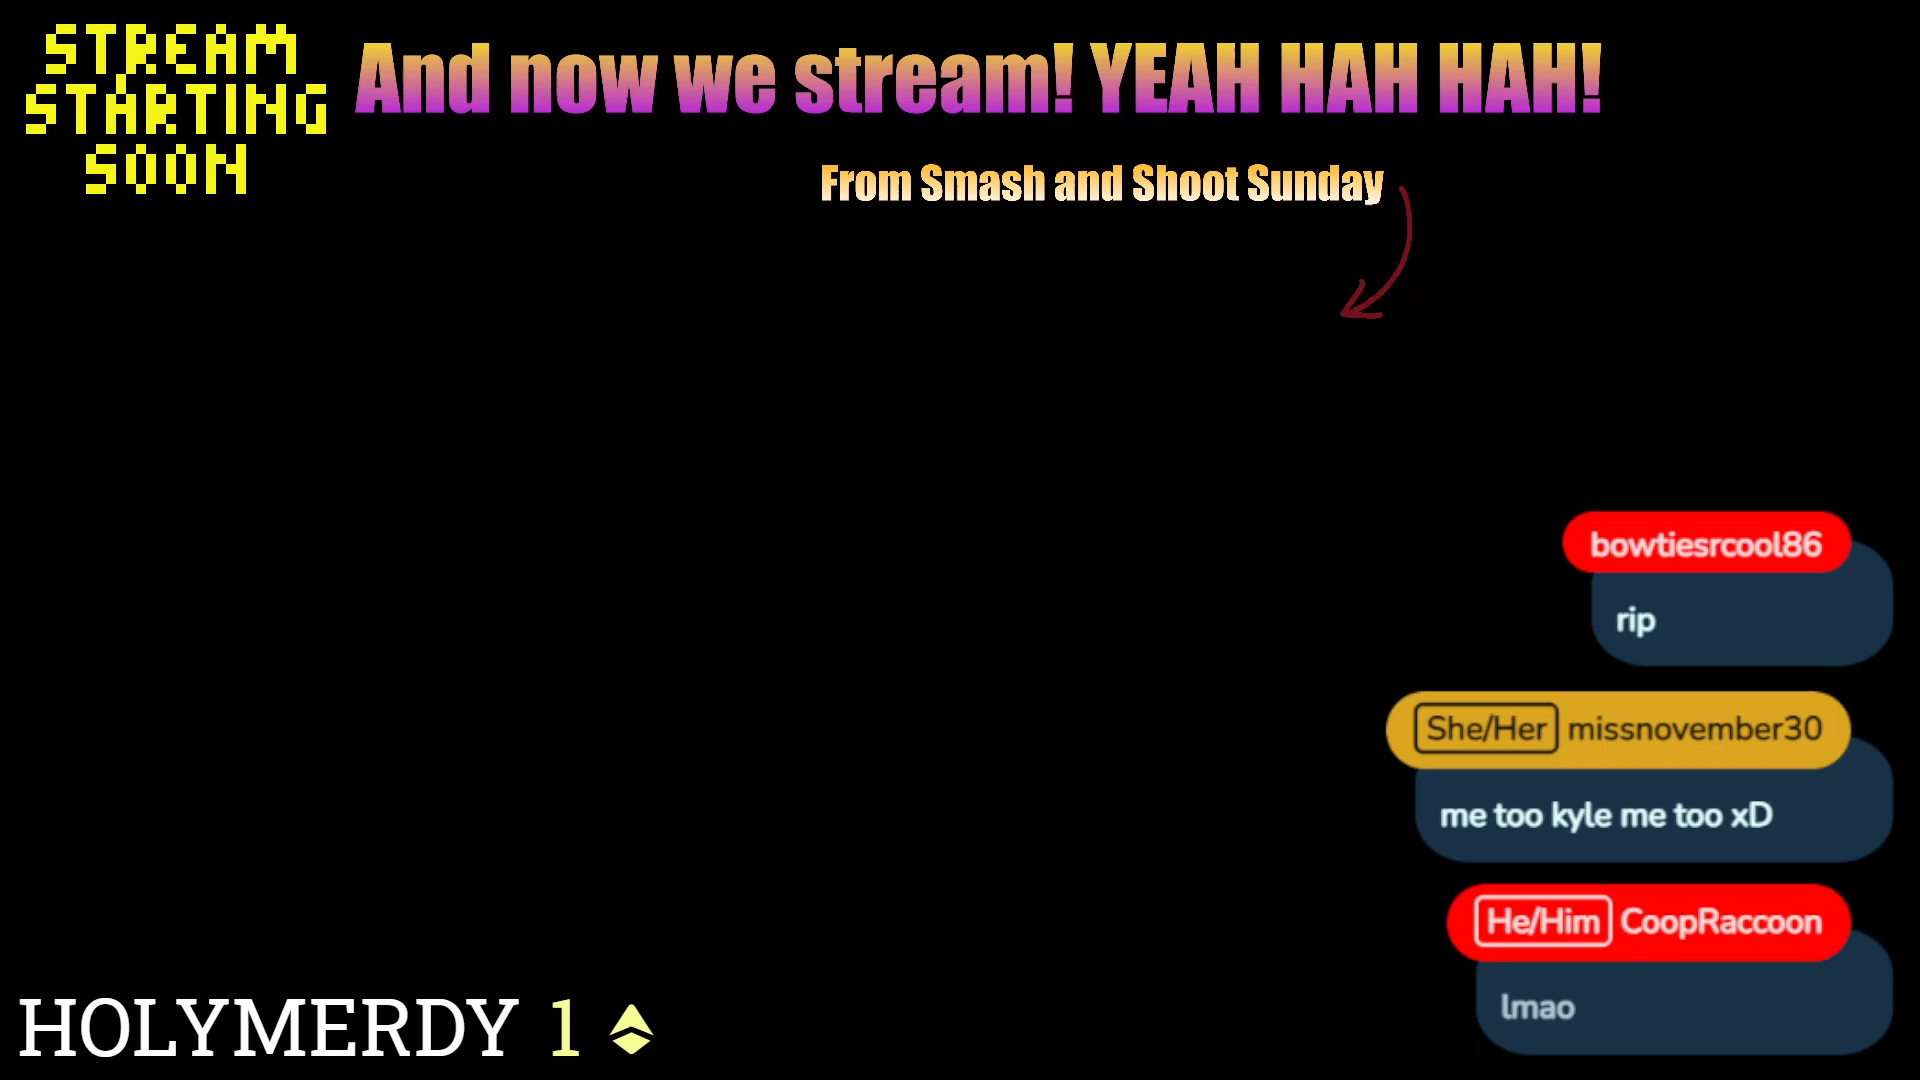 STREAM
STARTING
SOON
And now we stream! YEAH HAH HAH!
From Smash and Shoot Sunday
bowtiesrcool86
rip
She/Her missnovember30
me too kyle me too xD
He/Him CoopRaccoon
lmao
HOLYMERDY 1